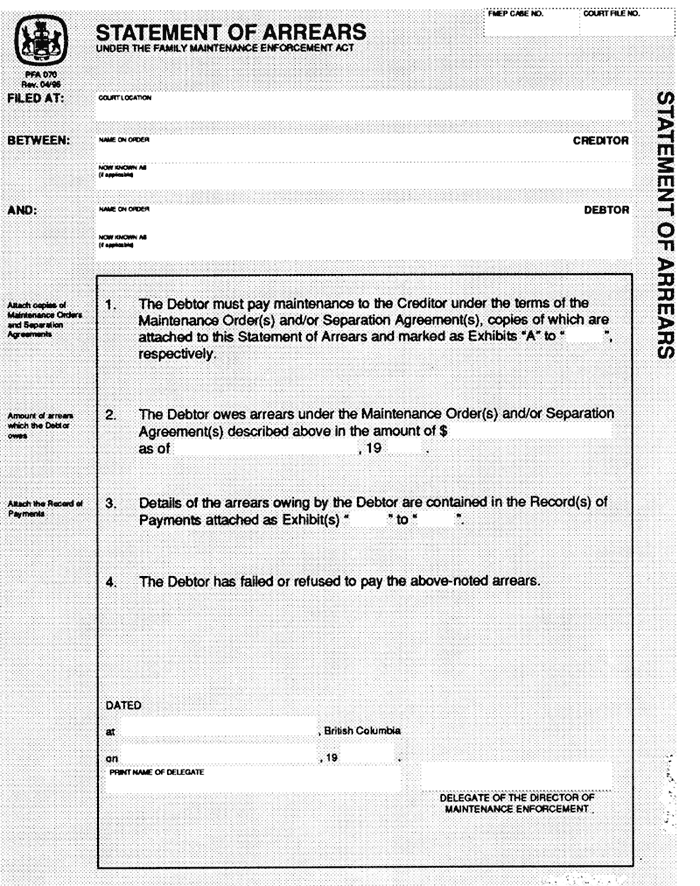 FMEP CASE NO. COURT FILE NO.
STATEMENT OF ARREARS
UNDER THE FAMILY MAINTENANCE ENFORCEMENT ACT
PFA 070
Rev. 04/96
FILED AT: COURT LOCATION
BETWEEN: NAME ON ORDER CREDITOR
NOW KNOWN AS
(if applicable)
AND: NAME ON ORDER DEBTOR
NOW KNOWN AS
(if applicable)
STATEMENT OF ARREARS
Attach copies of
Maintenance Orders
and Separation
Agreements
1. The Debtor must pay maintenance to the Creditor under the terms of the
Maintenance Order(s) and/or Separation Agreement(s), copies of which are
attached to this Statement of Arrears and marked as Exhibits "A" to " ",
respectively.
Amount of arrears
which the Debtor
owes
2. The Debtor owes arrears under the Maintenance Order(s) and/or Separation
Agreement(s) described above in the amount of $
as of , 19 .
Attach the Record of
Payments
3. Details of the arrears owing by the Debtor are contained in the Record(s) of
Payments attached as Exhibit(s) " " to " ".
4. The Debtor has failed or refused to pay the above-noted arrears.
DATED
at , British Columbia
on , 19 .
PRINT NAME OF DELEGATE
DELEGATE OF THE DIRECTOR OF
MAINTENANCE ENFORCEMENT